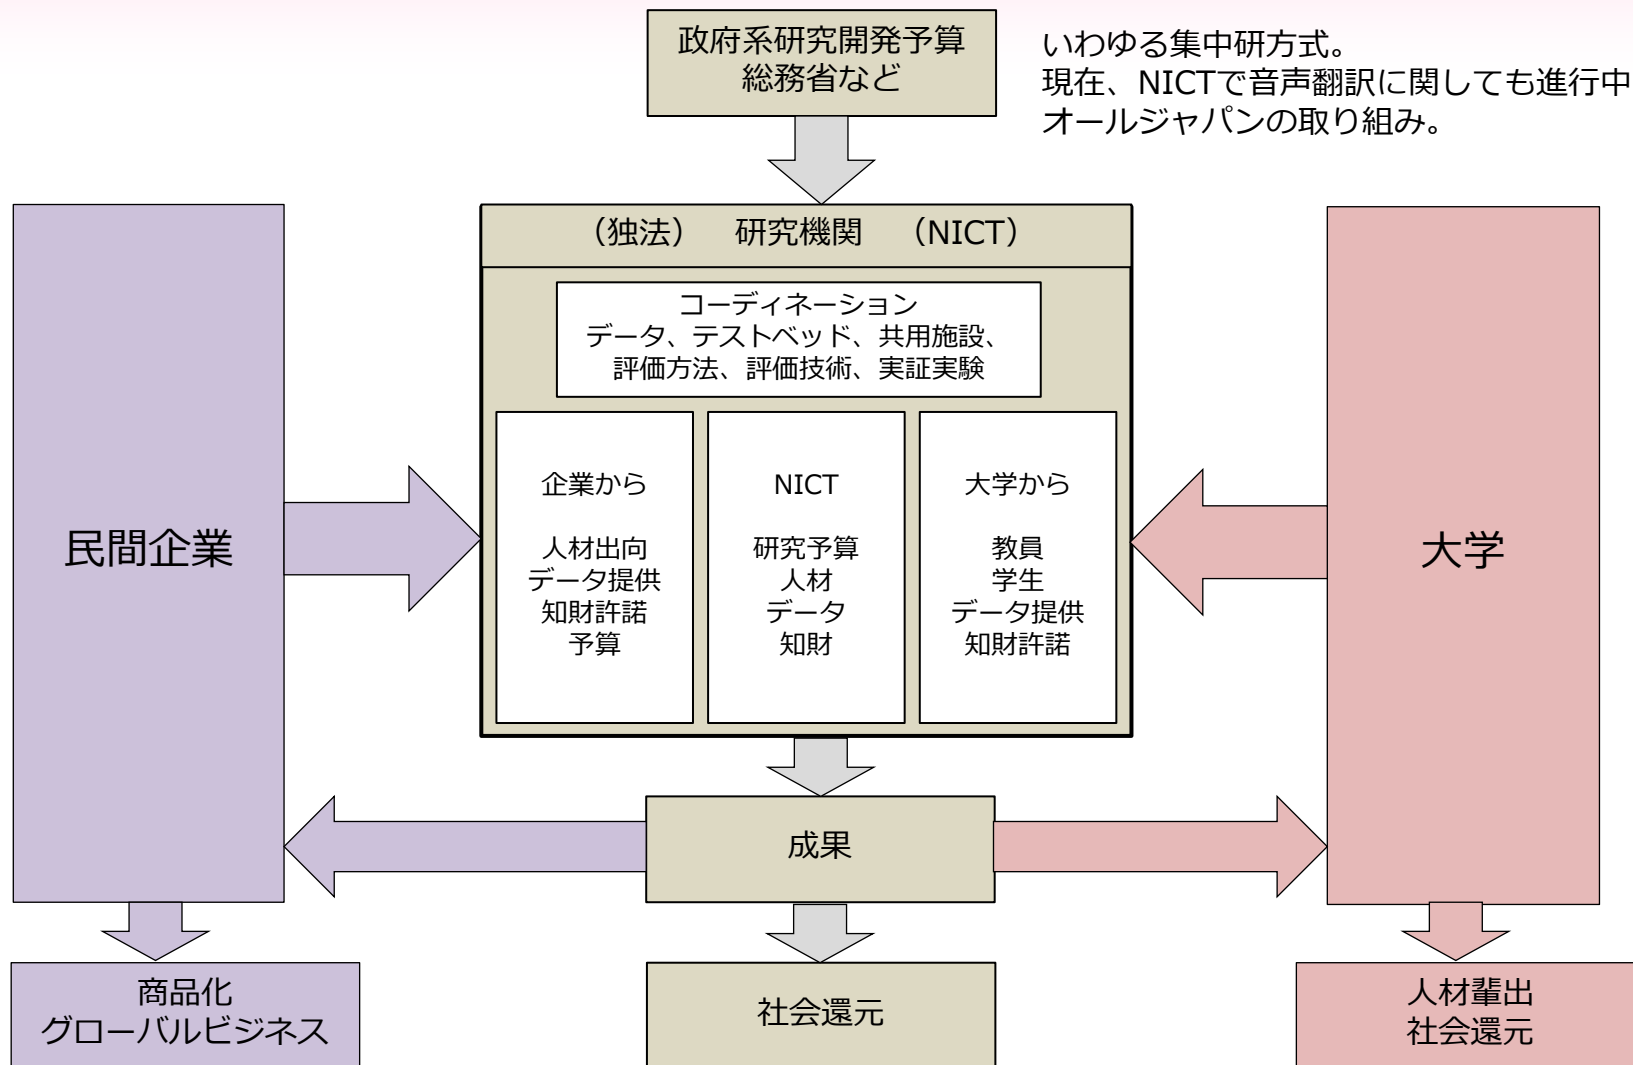 政府系研究開発予算
総務省など
いわゆる集中研方式。
現在、NICTで音声翻訳に関しても進行中
オールジャパンの取り組み。
（独法）　研究機関　（NICT）
コーディネーション
データ、テストベッド、共用施設、
評価方法、評価技術、実証実験
民間企業
企業から
人材出向
データ提供
知財許諾
予算
NICT
研究予算
人材
データ
知財
大学から
教員
学生
データ提供
知財許諾
大学
成果
商品化
グローバルビジネス
社会還元
人材輩出
社会還元